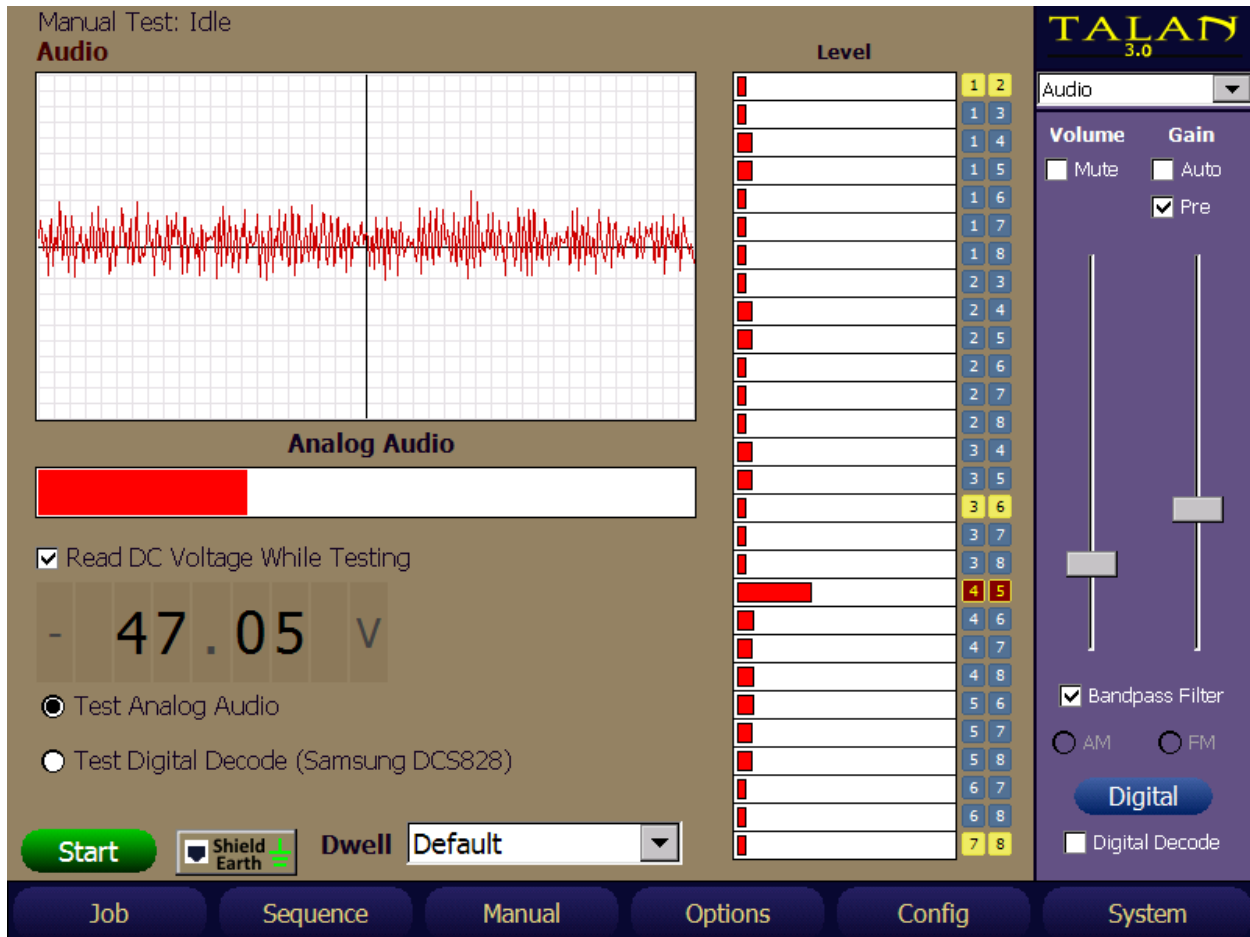 Manual Test: Idle
Audio
Level
TALAN
3.0
Audio
Volume Gain
Mute Auto
Pre
1 2
1 3
1 4
1 5
1 6
1 7
1 8
2 3
2 4
2 5
2 6
2 7
2 8
3 4
3 5
3 6
3 7
3 8
4 5
4 6
4 7
4 8
5 6
5 7
5 8
6 7
6 8
7 8
Analog Audio
Read DC Voltage While Testing
- 47.05 V
Test Analog Audio
Test Digital Decode (Samsung DCS828)
Start
Shield
Earth
Dwell Default
Bandpass Filter
AM FM
Digital
Digital Decode
Job Sequence Manual Options Config System